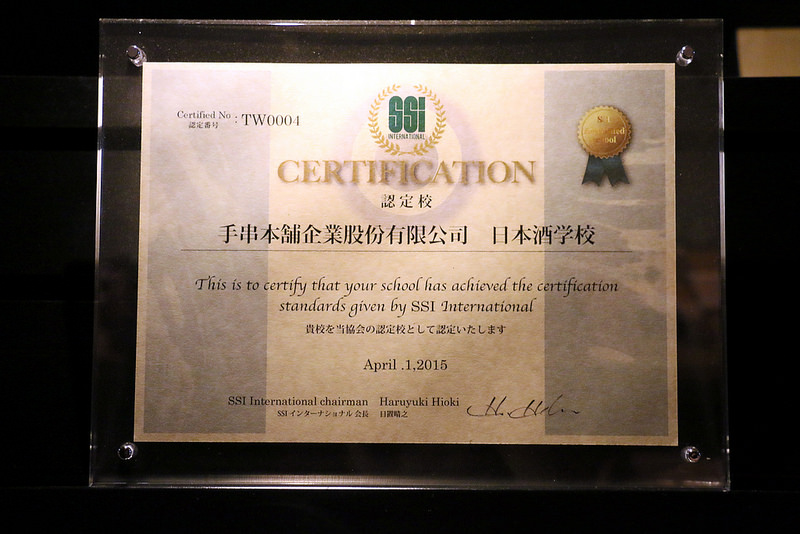 Certified No : TW0004
認定番号
SSI
INTERNATIONAL
CERTIFICATION
認定校
手串本舗企業股份有限公司 日本酒学校
This is to certify that your school has achieved the certification
standards given by SSI International
貴校を当協会の認定校として認定いたします
April .1,2015
SSI International chairman Haruyuki Hioki
SSIインターナショナル 会長 日置晴之